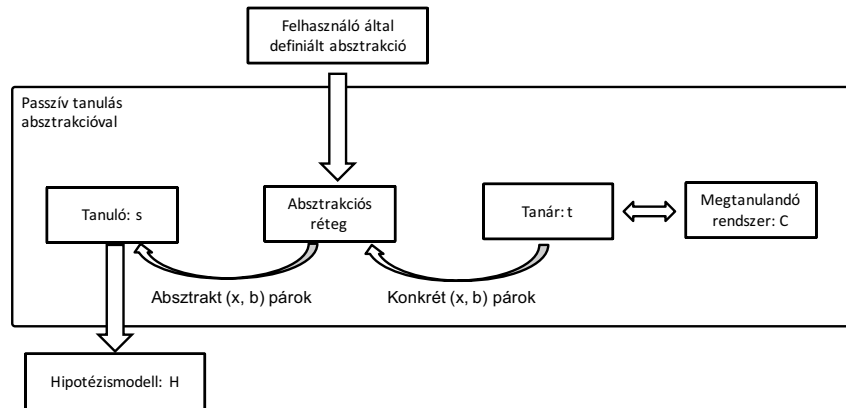 Felhasználó által
definiált absztrakció
Passzív tanulás
absztrakcióval
Tanuló: s
Absztrakciós
réteg
Tanár: t
Megtanulandó
rendszer: C
Absztrakt (x, b) párok
Konkrét (x, b) párok
Hipotézismodell: H